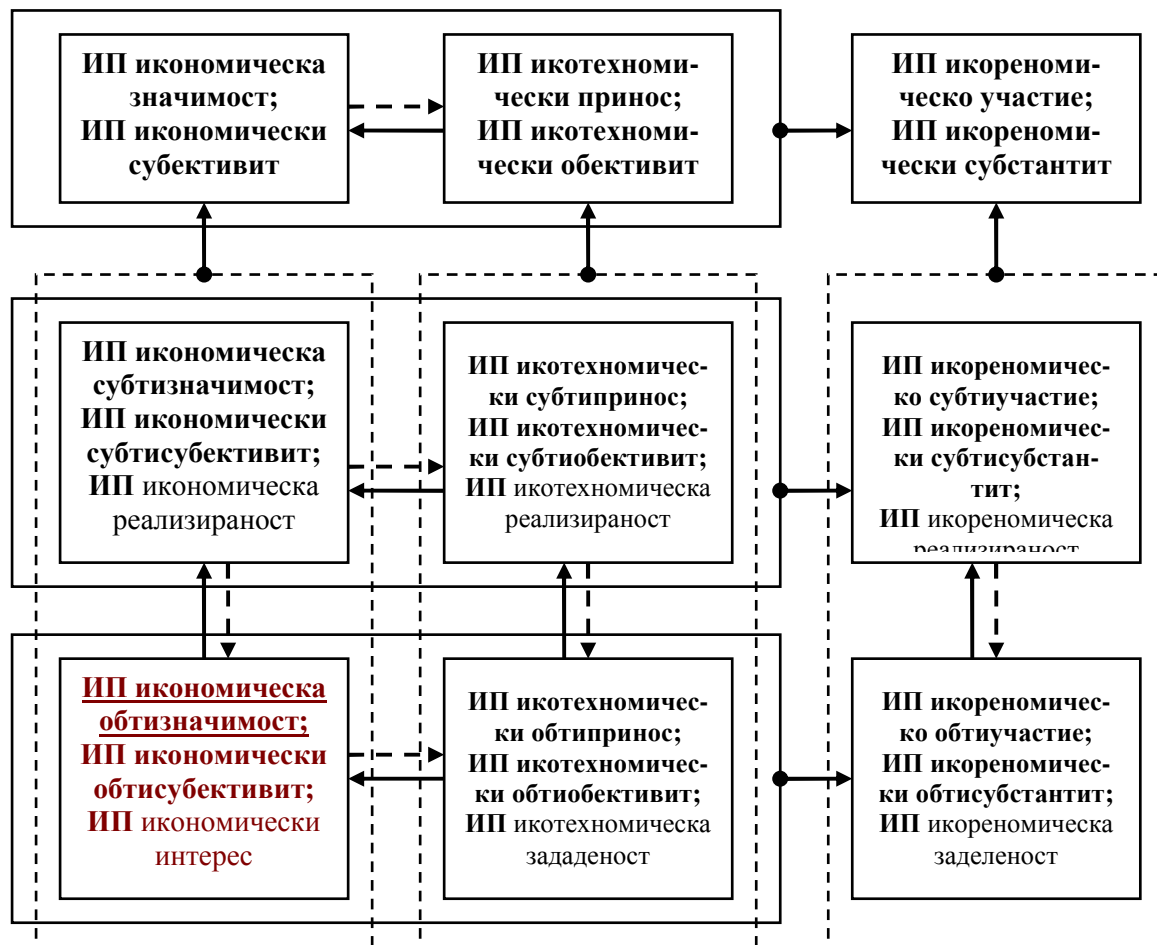 ИП икономическа
значимост;
ИП икономически
субективит
ИП икотехноми-
чески принос;
ИП икотехноми-
чески обективит
ИП икореноми-
ческо участие;
ИП икореноми-
чески субстантит
ИП икономическа
субтизначимост;
ИП икономически
субтисубективит;
ИП икономическа
реализираност
ИП икотехномичес-
ки субтипринос;
ИП икотехномичес-
ки субтиобективит;
ИП икотехномическа
реализираност
ИП икореномичес-
ко субтиучастие;
ИП икореномичес-
ки субтисубстан-
тит;
ИП икореномическа
реализираност
ИП икономическа
обтизначимост;
ИП икономически
обтисубективит;
ИП икономически
интерес
ИП икотехномичес-
ки обтипринос;
ИП икотехномичес-
ки обтиобективит;
ИП икотехномическа
зададеност
ИП икореномичес-
ко обтиучастие;
ИП икореномичес-
ки обтисубстантит;
ИП икореномическа
заделеност